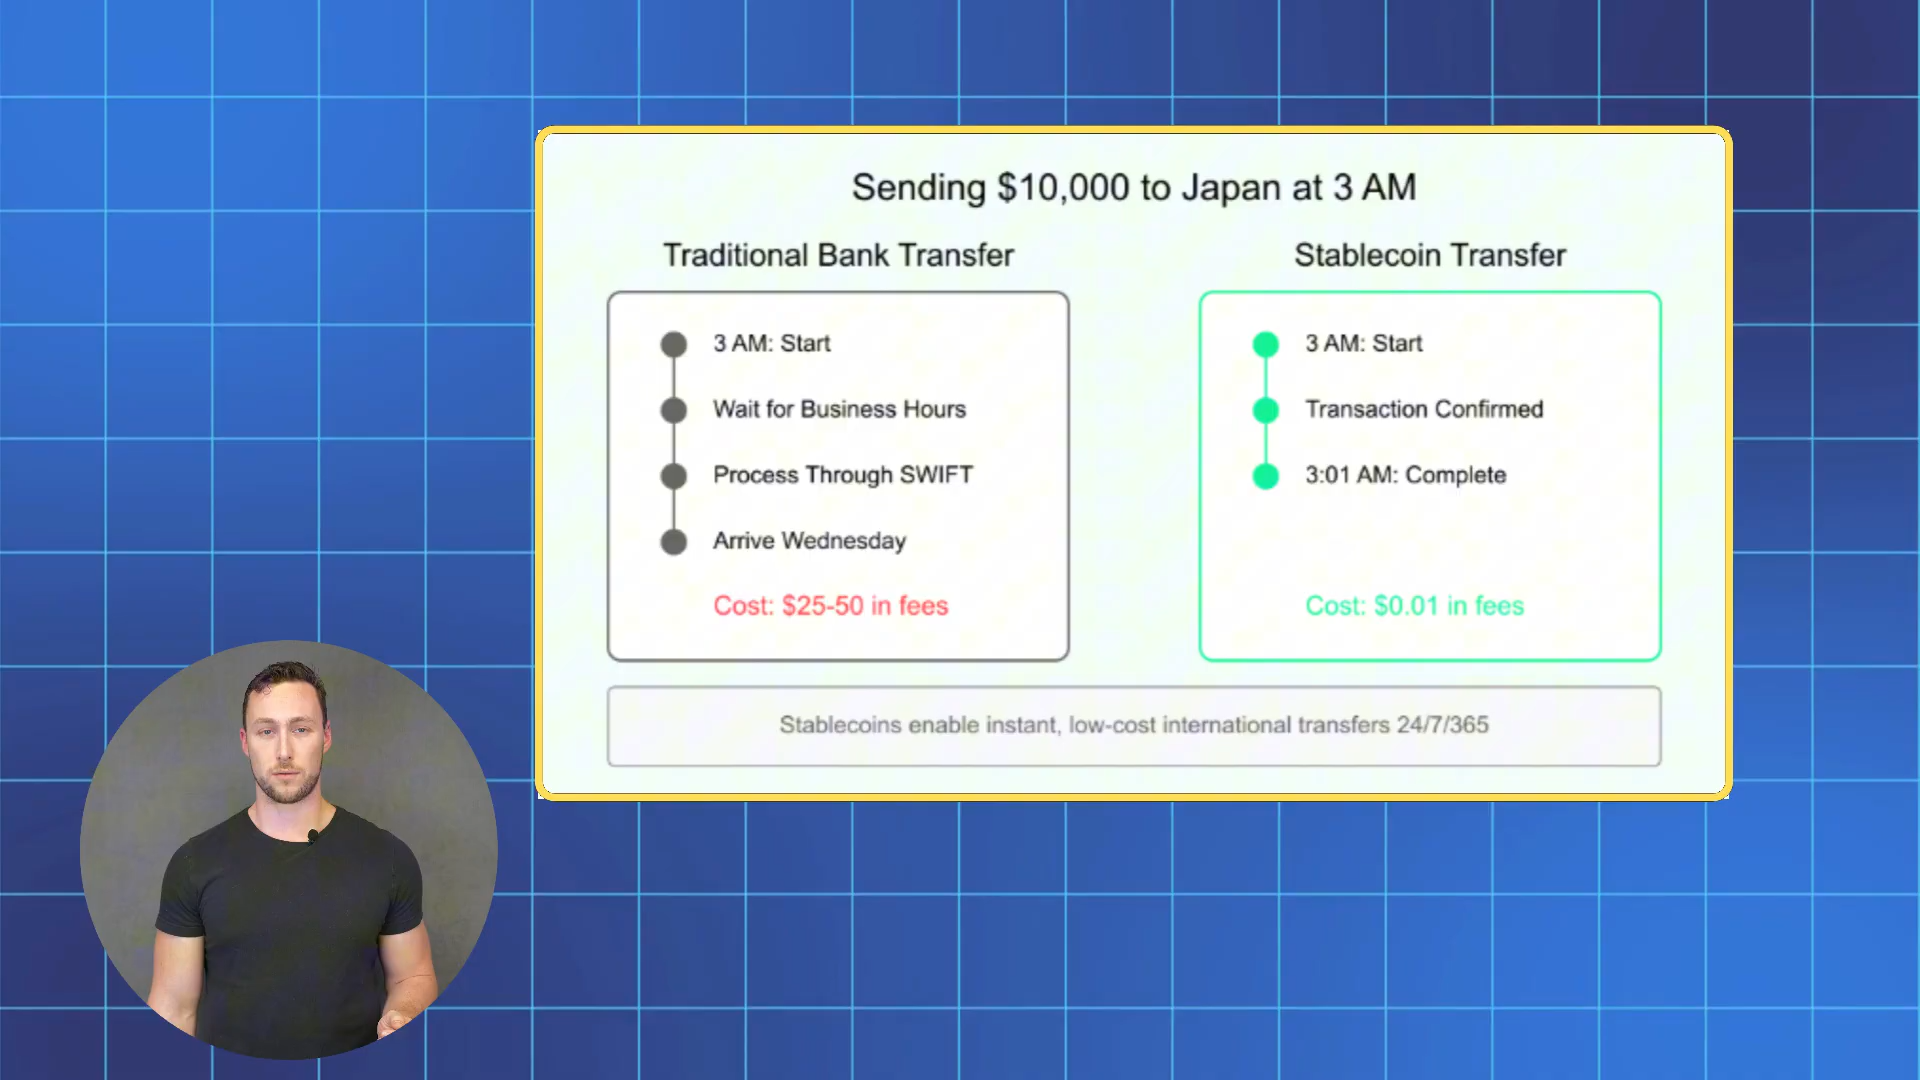 Sending $10,000 to Japan at 3 AM
Traditional Bank Transfer
3 AM: Start
Wait for Business Hours
Process Through SWIFT
Arrive Wednesday
Cost: $25-50 in fees
Stablecoin Transfer
3 AM: Start
Transaction Confirmed
3:01 AM: Complete
Cost: $0.01 in fees
Stablecoins enable instant, low-cost international transfers 24/7/365